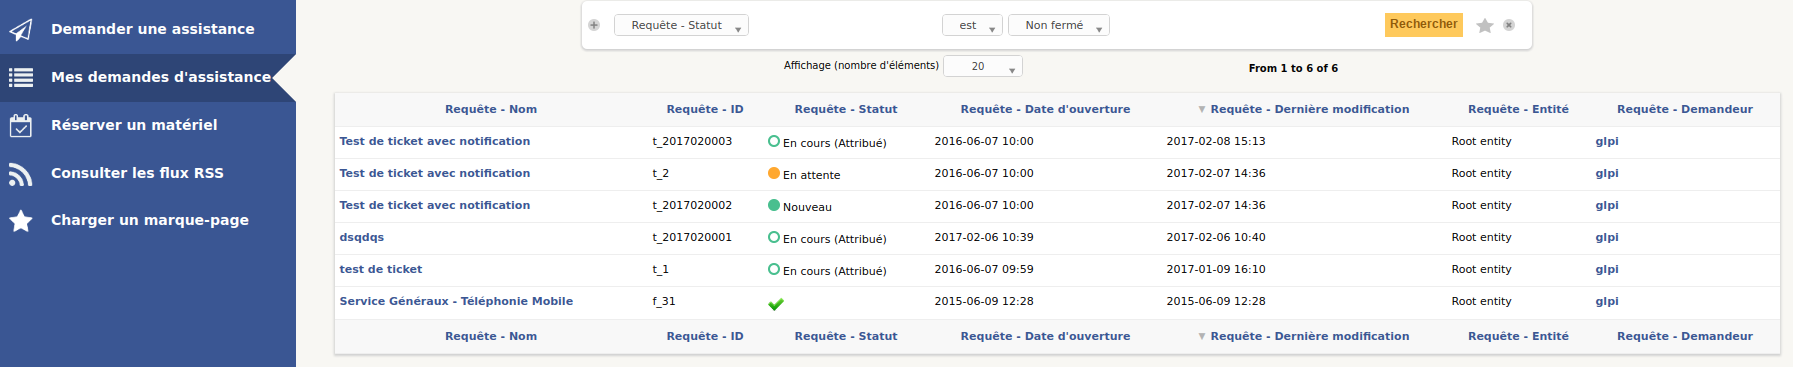 Demander une assistance
Mes demandes d'assistance
Réserver un matériel
Consulter les flux RSS
Charger un marque-page
Requête - Statut est Non fermé Rechercher
Affichage (nombre d'éléments) 20 From 1 to 6 of 6
Requête - Nom Requête - ID Requête - Statut Requête - Date d'ouverture Requête - Dernière modification Requête - Entité Requête - Demandeur
Test de ticket avec notification t_2017020003 En cours (Attribué) 2016-06-07 10:00 2017-02-08 15:13 Root entity glpi
Test de ticket avec notification t_2 En attente 2016-06-07 10:00 2017-02-07 14:36 Root entity glpi
Test de ticket avec notification t_2017020002 Nouveau 2016-06-07 10:00 2017-02-07 14:36 Root entity glpi
dsqdqs t_2017020001 En cours (Attribué) 2017-02-06 10:39 2017-02-06 10:40 Root entity glpi
test de ticket t_1 En cours (Attribué) 2016-06-07 09:59 2017-01-09 16:10 Root entity glpi
Service Généraux - Téléphonie Mobile f_31 2015-06-09 12:28 2015-06-09 12:28 Root entity glpi
Requête - Nom Requête - ID Requête - Statut Requête - Date d'ouverture Requête - Dernière modification Requête - Entité Requête - Demandeur